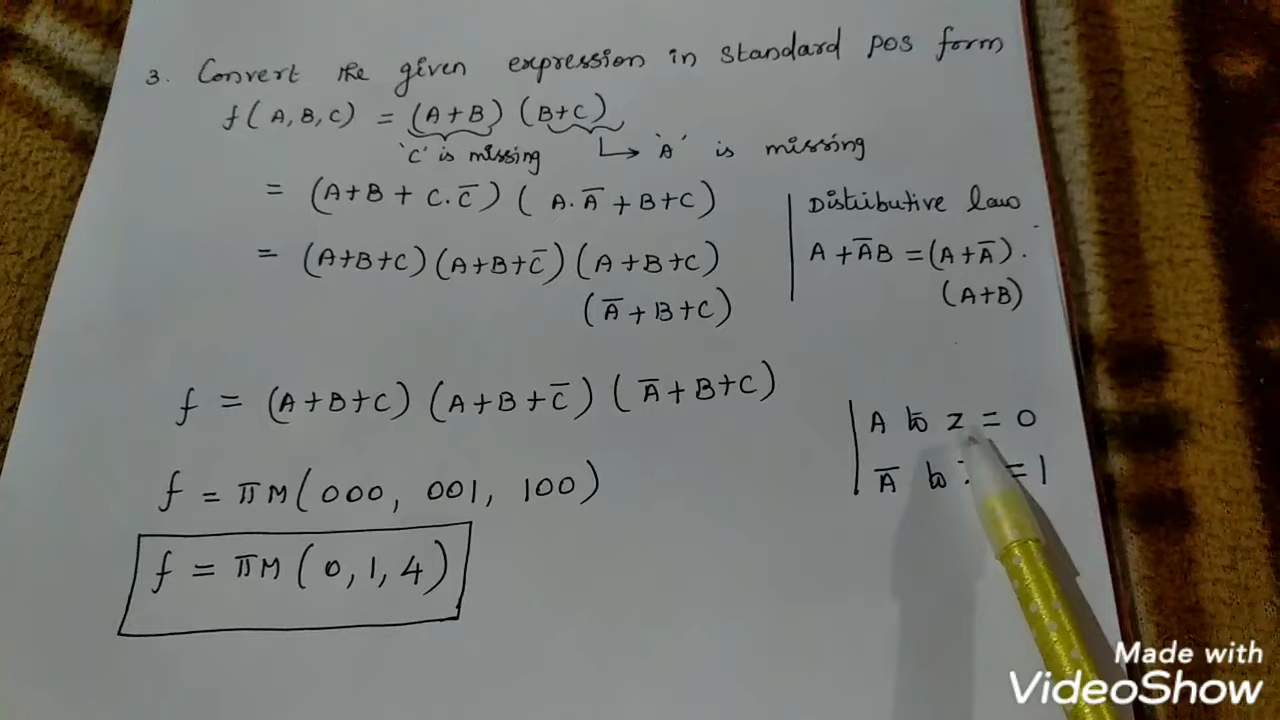 3. Convert the given expression in standard POS form
f(A,B,C) = (A+B) (B+C)
'C' is missing → 'A' is missing
= (A+B + C.C̅) ( A.A̅ + B+C)
= (A+B+C) (A+B+C̅) (A+B+C)
(A̅+B+C)
Distributive law
A + A̅B = (A+A̅).
(A+B)
f = (A+B+C) (A+B+C̅) (A̅+B+C)
A to z = 0
A̅ to = 1
f = πM(000, 001, 100)
f = πM(0,1,4)
Made with
VideoShow